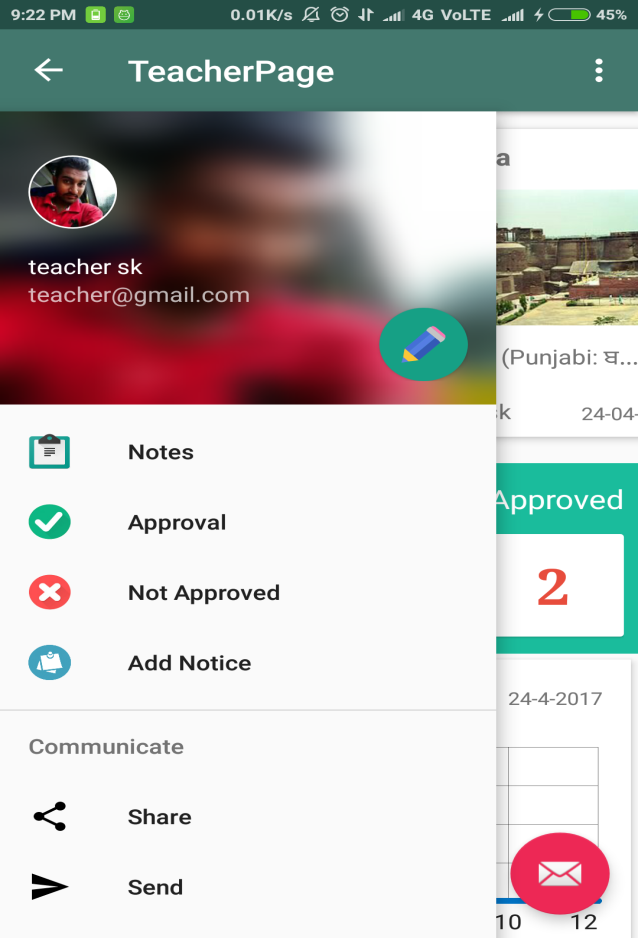 9:22 PM 0.01K/s 4G VoLTE 45%
TeacherPage
a
teacher sk
teacher@gmail.com
(Punjabi: ਬ...
k 24-04-
Notes
Approved
Approval
2
Not Approved
Add Notice
24-4-2017
Communicate
Share
Send
10 12